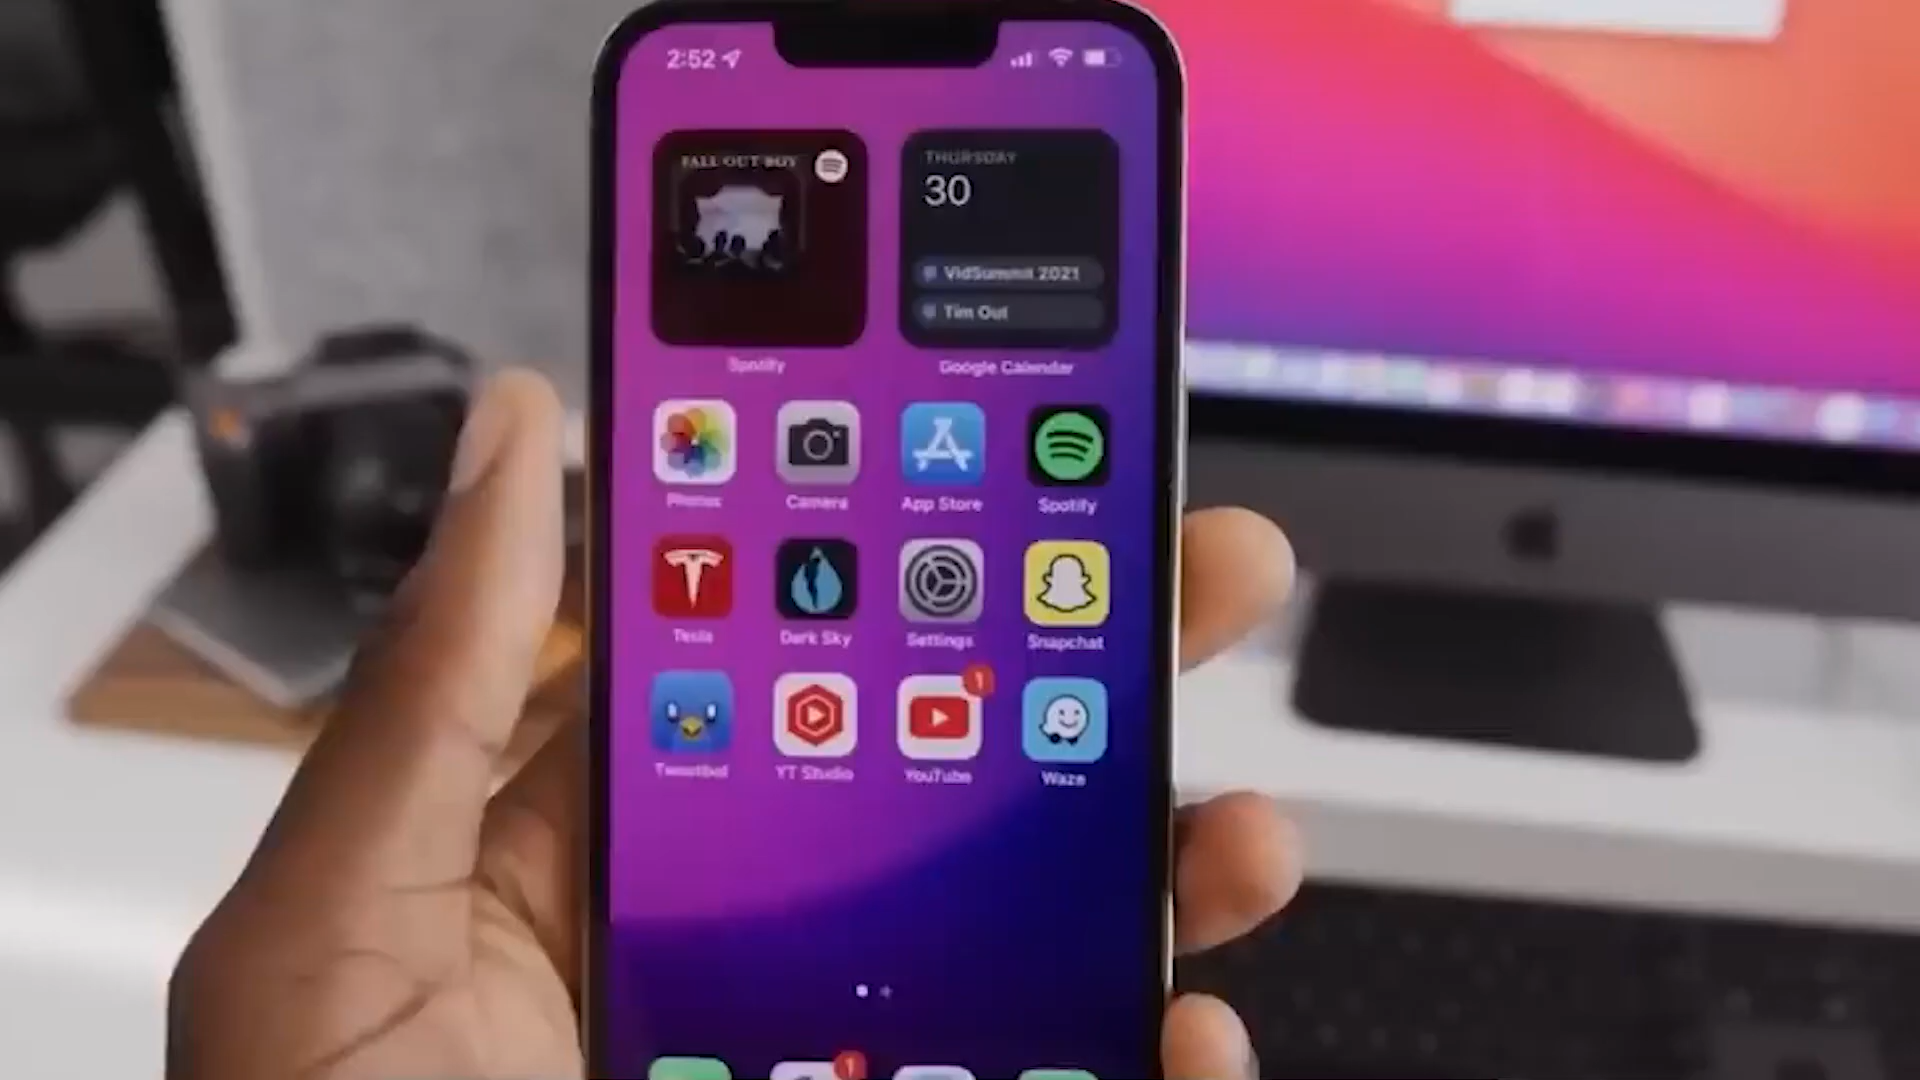 2:52
FALL OUT BOY
THURSDAY
30
VidSummit 2021
Tim Out
Spotify
Google Calendar
Photos
Camera
App Store
Spotify
Tesla
Dark Sky
Settings
Snapchat
1
Tweetbot
YT Studio
YouTube
Waze
1